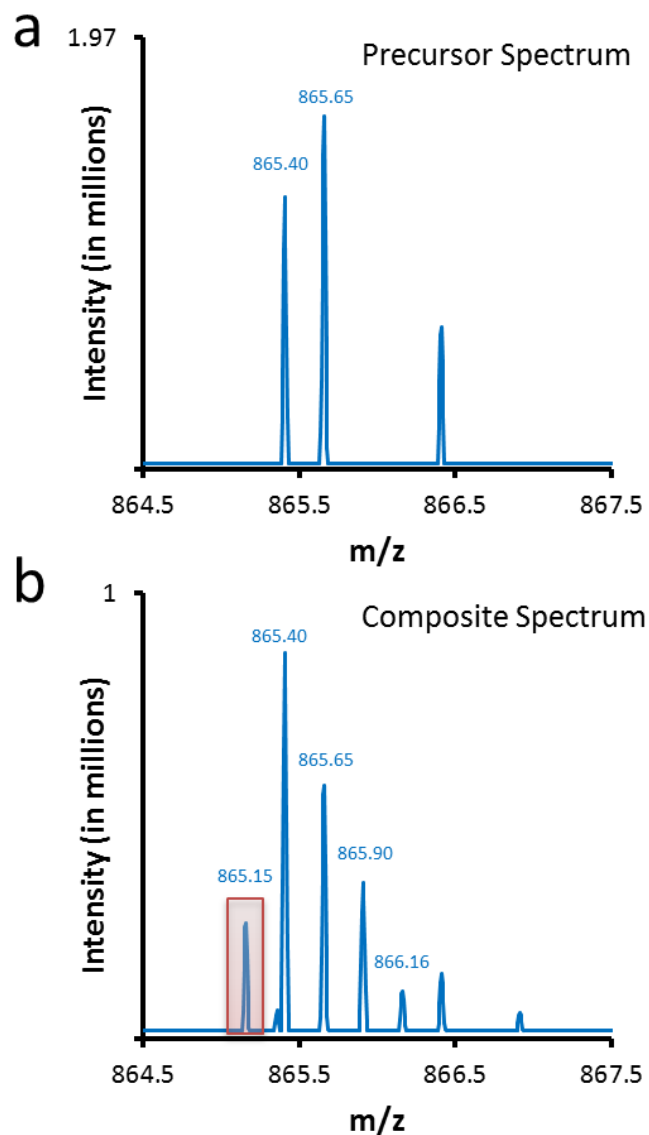 a
1.97
Precursor Spectrum
865.65
865.40
Intensity (in millions)
864.5 865.5 866.5 867.5
m/z
b
1
Composite Spectrum
865.40
865.65
865.90
865.15
866.16
Intensity (in millions)
864.5 865.5 866.5 867.5
m/z